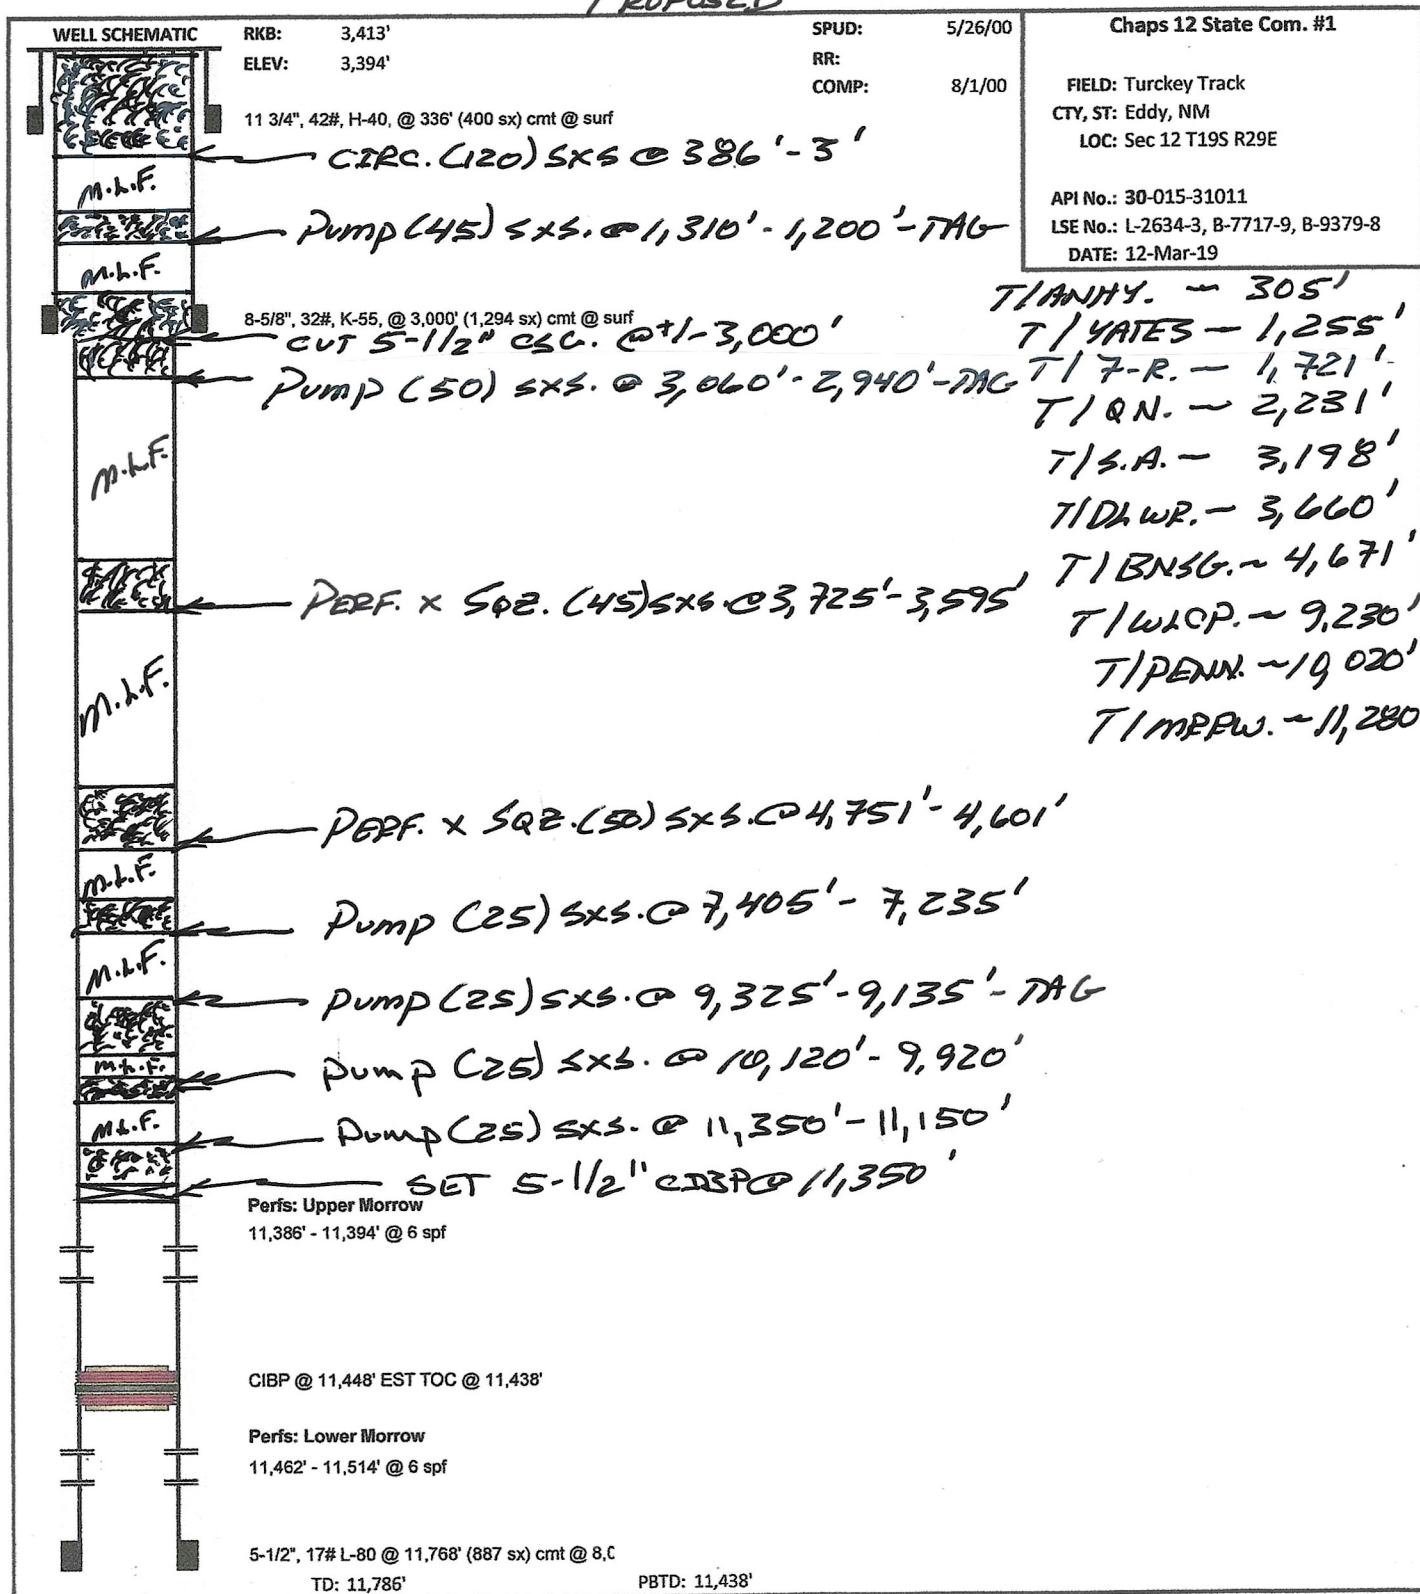 PROPOSED
WELL SCHEMATIC
RKB: 3,413'
ELEV: 3,394'
SPUD: 5/26/00
RR:
COMP: 8/1/00
Chaps 12 State Com. #1
FIELD: Turckey Track
CTY, ST: Eddy, NM
LOC: Sec 12 T19S R29E
API No.: 30-015-31011
LSE No.: L-2634-3, B-7717-9, B-9379-8
DATE: 12-Mar-19
11 3/4", 42#, H-40, @ 336' (400 sx) cmt @ surf
CIRC. (120) SXS @ 386'-3'
M.L.F.
Pump (45) SXS. @ 1,310'-1,200'-TAG
M.L.F.
8-5/8", 32#, K-55, @ 3,000' (1,294 sx) cmt @ surf
CUT 5-1/2" CSG. @ +/- 3,000'
Pump (50) SXS. @ 3,060'-2,940'-TAG
T/ANHY. - 305'
T/YATES - 1,255'
T/7-R. - 1,721'
T/QN. - 2,231'
T/S.A. - 3,198'
T/DLWR. - 3,660'
T/BNSG. - 4,671'
T/WLCP. - 9,230'
T/PENN. - 10,020'
T/MRRW. - 11,280
M.L.F.
PERF. X SQZ. (45) SXS. @ 3,725'-3,595'
M.L.F.
PERF. X SQZ. (50) SXS. @ 4,751'-4,601'
M.L.F.
Pump (25) SXS. @ 7,405'-7,235'
M.L.F.
Pump (25) SXS. @ 9,325'-9,135'-TAG
M.L.F.
Pump (25) SXS. @ 10,120'-9,920'
M.L.F.
Pump (25) SXS. @ 11,350'-11,150'
SET 5-1/2" CIBP @ 11,350'
Perfs: Upper Morrow
11,386' - 11,394' @ 6 spf
CIBP @ 11,448' EST TOC @ 11,438'
Perfs: Lower Morrow
11,462' - 11,514' @ 6 spf
5-1/2", 17# L-80 @ 11,768' (887 sx) cmt @ 8,0
TD: 11,786'
PBTD: 11,438'